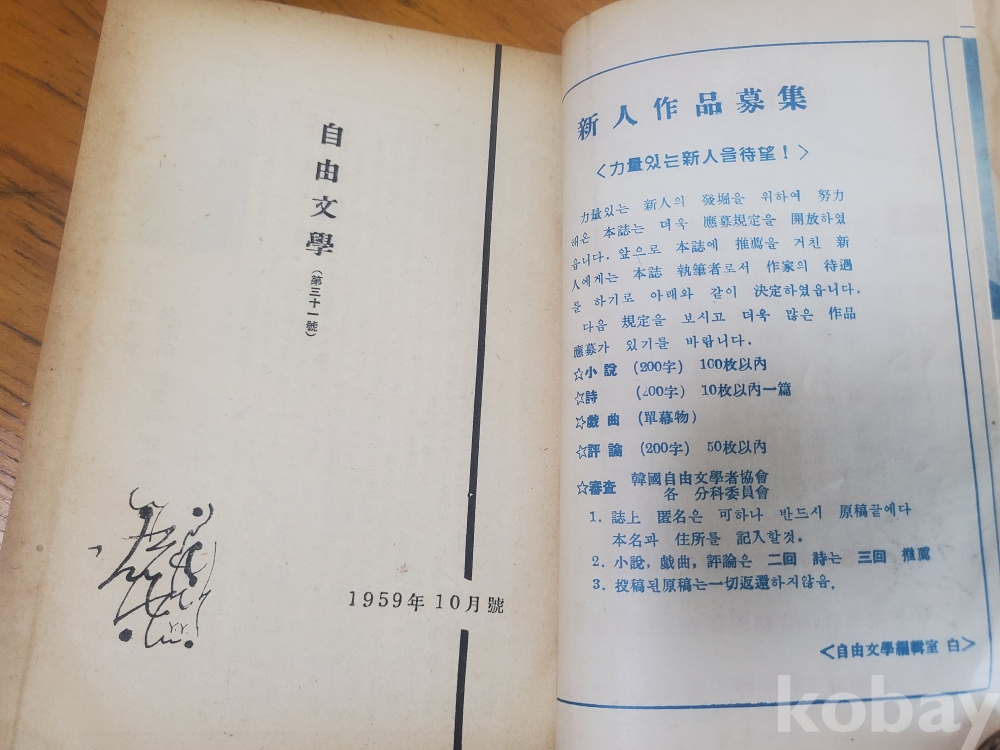 自由文學
(第三十一號)
1959年 10月 號
新人作品募集
<力量있는新人을待望!>
力量있는 新人의 發掘을 위하여 努力
해온 本誌는 더욱 應募規定을 開放하였
읍니다. 앞으로 本誌에 推薦을 거친 新
人에게는 本誌 執筆者로서 作家의 待遇
를 하기로 아래와 같이 決定하였읍니다.
다음 規定을 보시고 더욱 많은 作品
應募가 있기를 바랍니다.
☆小說 (200字) 100枚以內
☆詩 (200字) 10枚以內一篇
☆戱曲 (單幕物)
☆評論 (200字) 50枚以內
☆審査 韓國自由文學者協會
各 分科委員會
1. 誌上 匿名은 可하나 반드시 原稿끝에다
本名과 住所를 記入할것.
2. 小說, 戱曲, 評論은 二回 詩는 三回 推薦
3. 投稿된原稿는一切返還하지않음.
<自由文學編輯室 白>
kobay